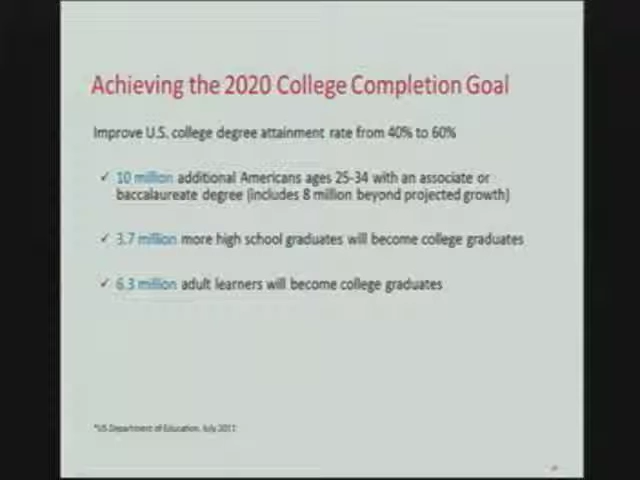 Achieving the 2020 College Completion Goal
Improve U.S. college degree attainment rate from 40% to 60%
✓ 10 million additional Americans ages 25-34 with an associate or
baccalaureate degree (includes 8 million beyond projected growth)
✓ 3.7 million more high school graduates will become college graduates
✓ 6.3 million adult learners will become college graduates
*US Department of Education, July 2011